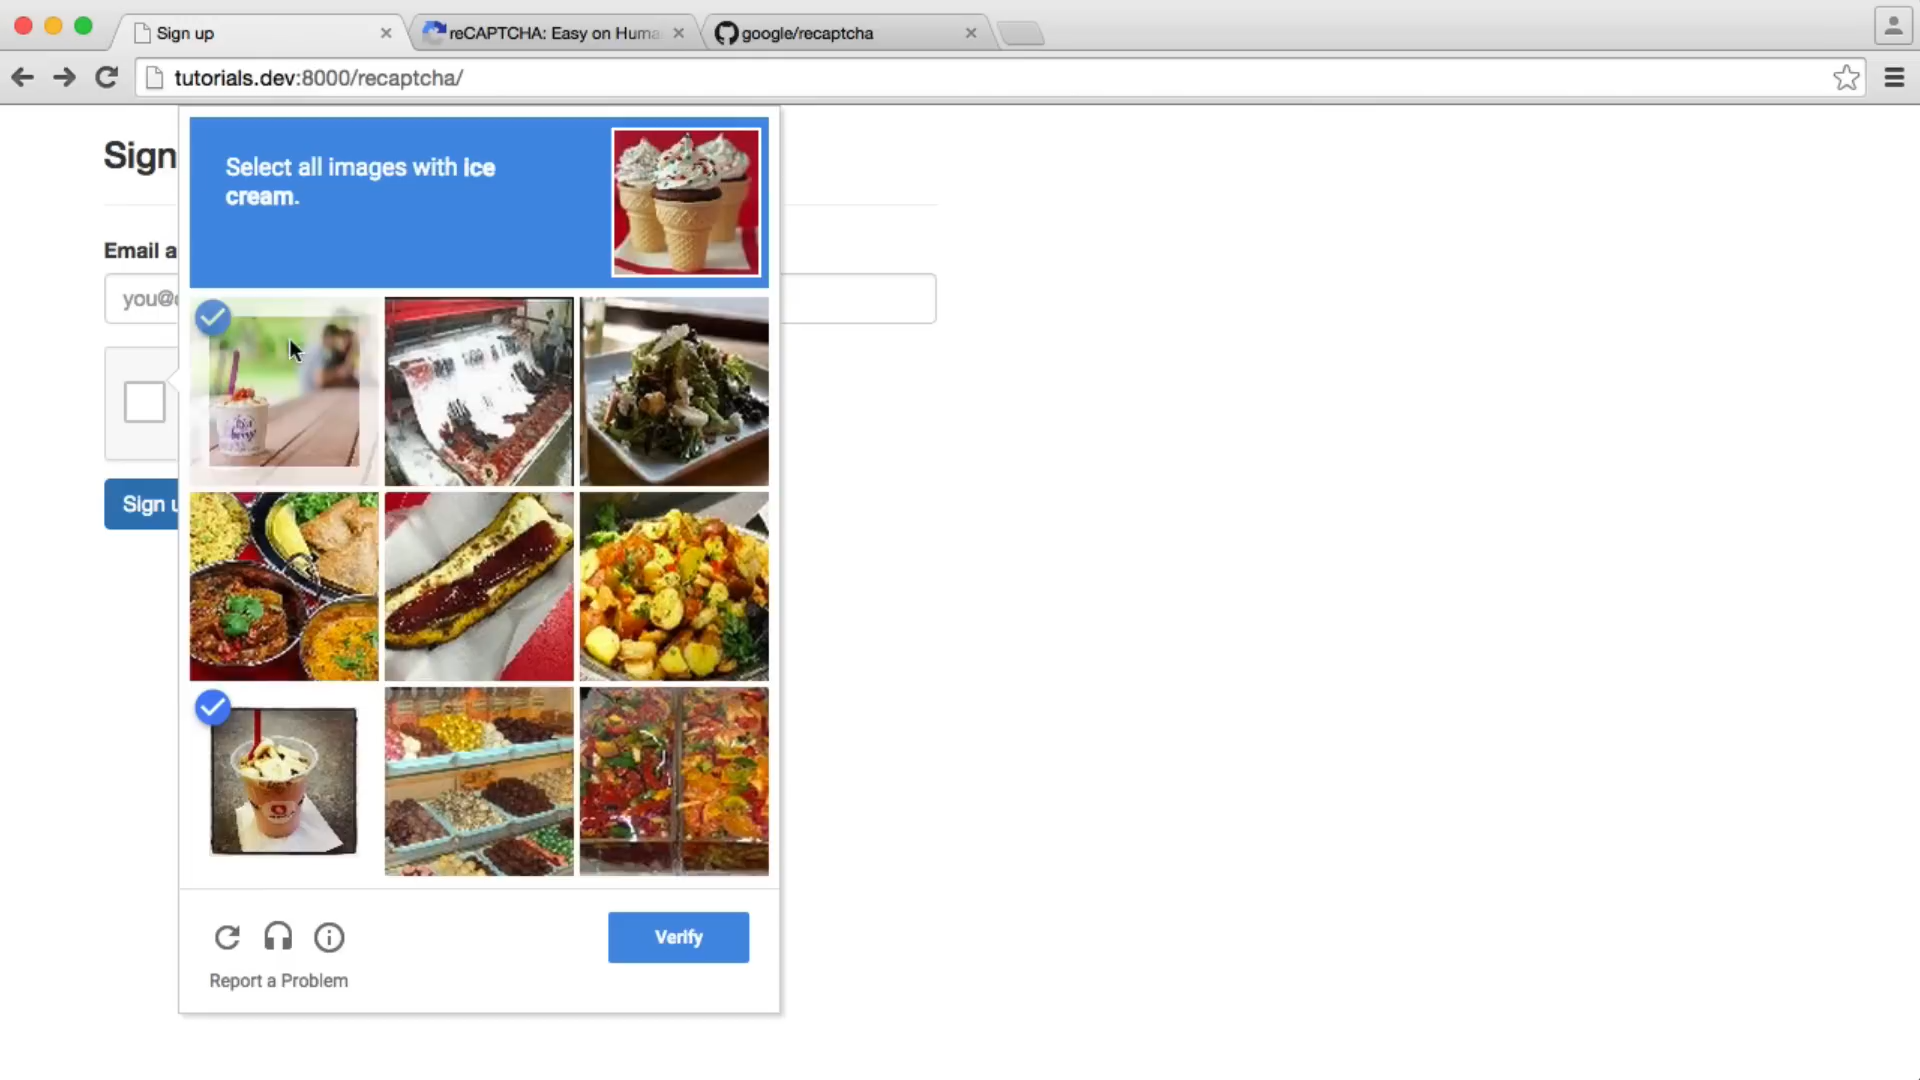 Sign up
reCAPTCHA: Easy on Huma
google/recaptcha
tutorials.dev:8000/recaptcha/
Sign
Select all images with ice
cream.
Email a
you@
Sign u
Verify
Report a Problem